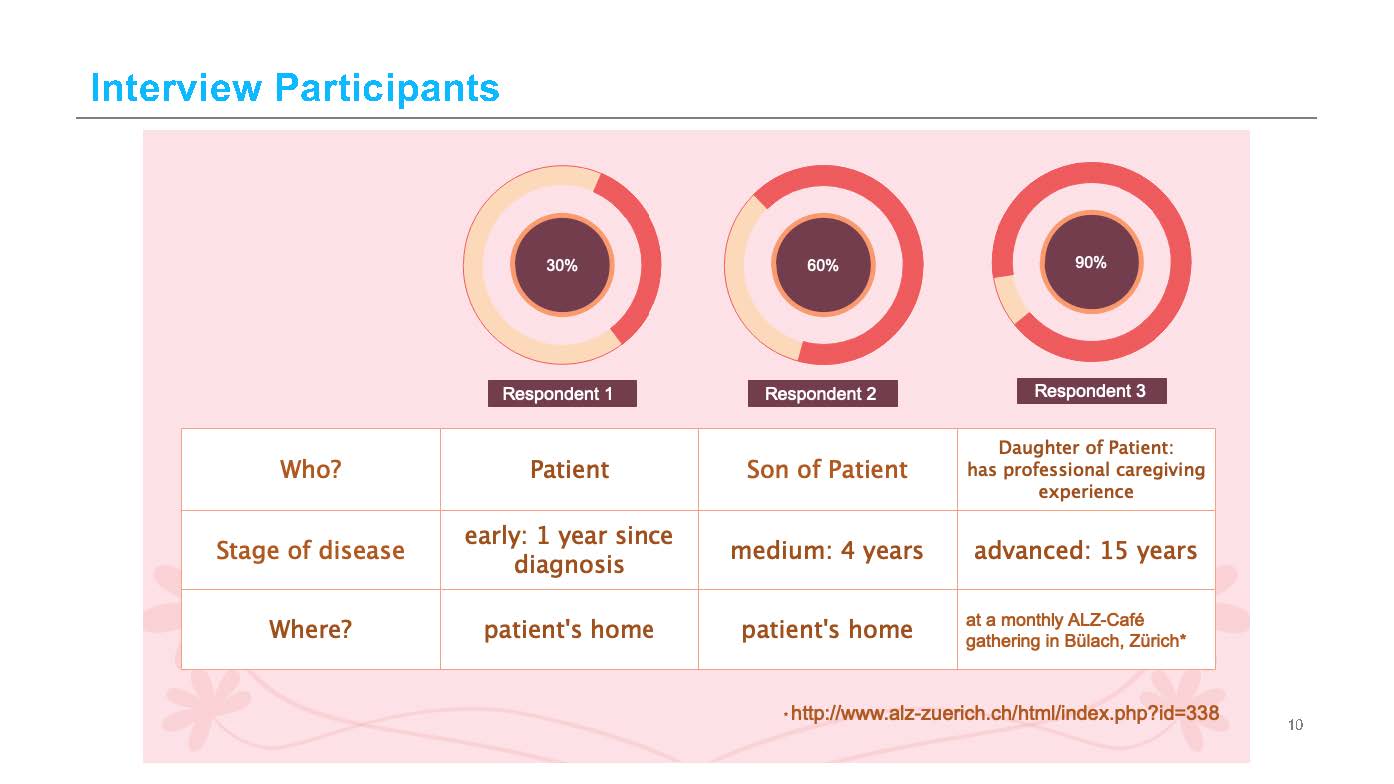 Interview Participants
30%
60%
90%
Respondent 1
Respondent 2
Respondent 3
Who?
Patient
Son of Patient
Daughter of Patient:
has professional caregiving
experience
Stage of disease
early: 1 year since
diagnosis
medium: 4 years
advanced: 15 years
Where?
patient's home
patient's home
at a monthly ALZ-Café
gathering in Bülach, Zürich*
*http://www.alz-zuerich.ch/html/index.php?id=338
10